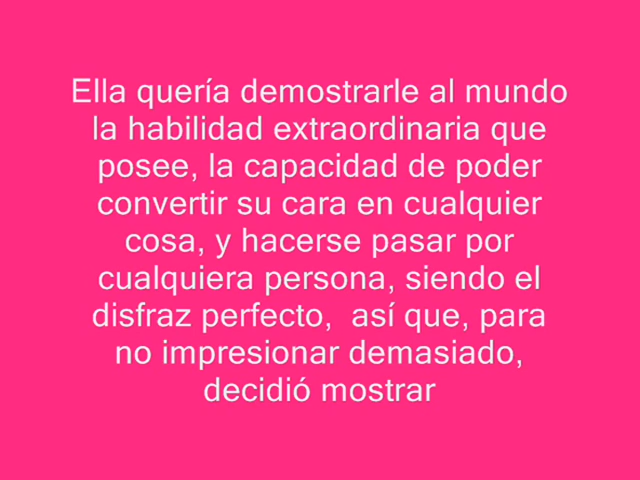 Ella quería demostrarle al mundo
la habilidad extraordinaria que
posee, la capacidad de poder
convertir su cara en cualquier
cosa, y hacerse pasar por
cualquiera persona, siendo el
disfraz perfecto,  así que, para
no impresionar demasiado,
decidió mostrar